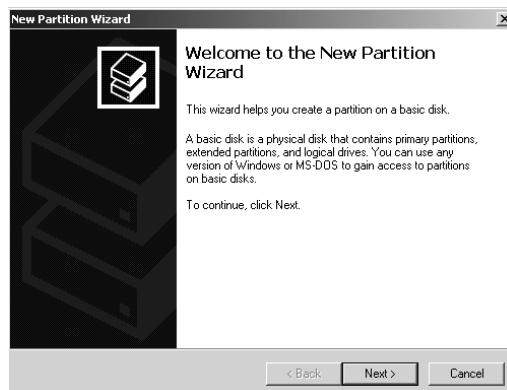 New Partition Wizard
Welcome to the New Partition
Wizard
This wizard helps you create a partition on a basic disk.
A basic disk is a physical disk that contains primary partitions,
extended partitions, and logical drives. You can use any
version of Windows or MS-DOS to gain access to partitions
on basic disks.
To continue, click Next.
< Back
Next >
Cancel